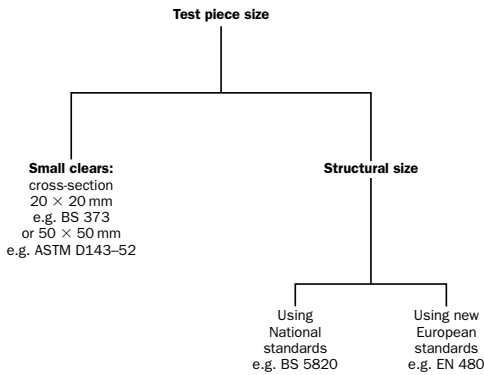 Test piece size
Small clears:
cross-section
20 × 20 mm
e.g. BS 373
or 50 × 50 mm
e.g. ASTM D143–52
Structural size
Using
National
standards
e.g. BS 5820
Using new
European
standards
e.g. EN 480